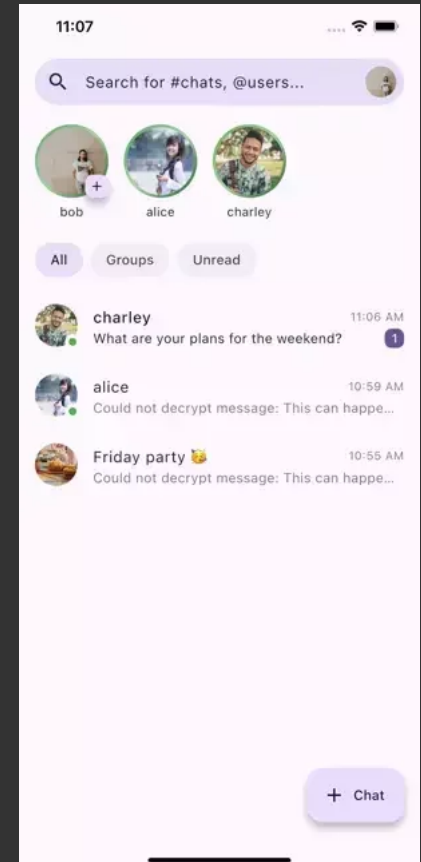 11:07
Search for #chats, @users...
+
bob
alice
charley
All
Groups
Unread
charley
11:06 AM
What are your plans for the weekend?
1
alice
10:59 AM
Could not decrypt message: This can happe...
Friday party 🥳
10:55 AM
Could not decrypt message: This can happe...
+ Chat